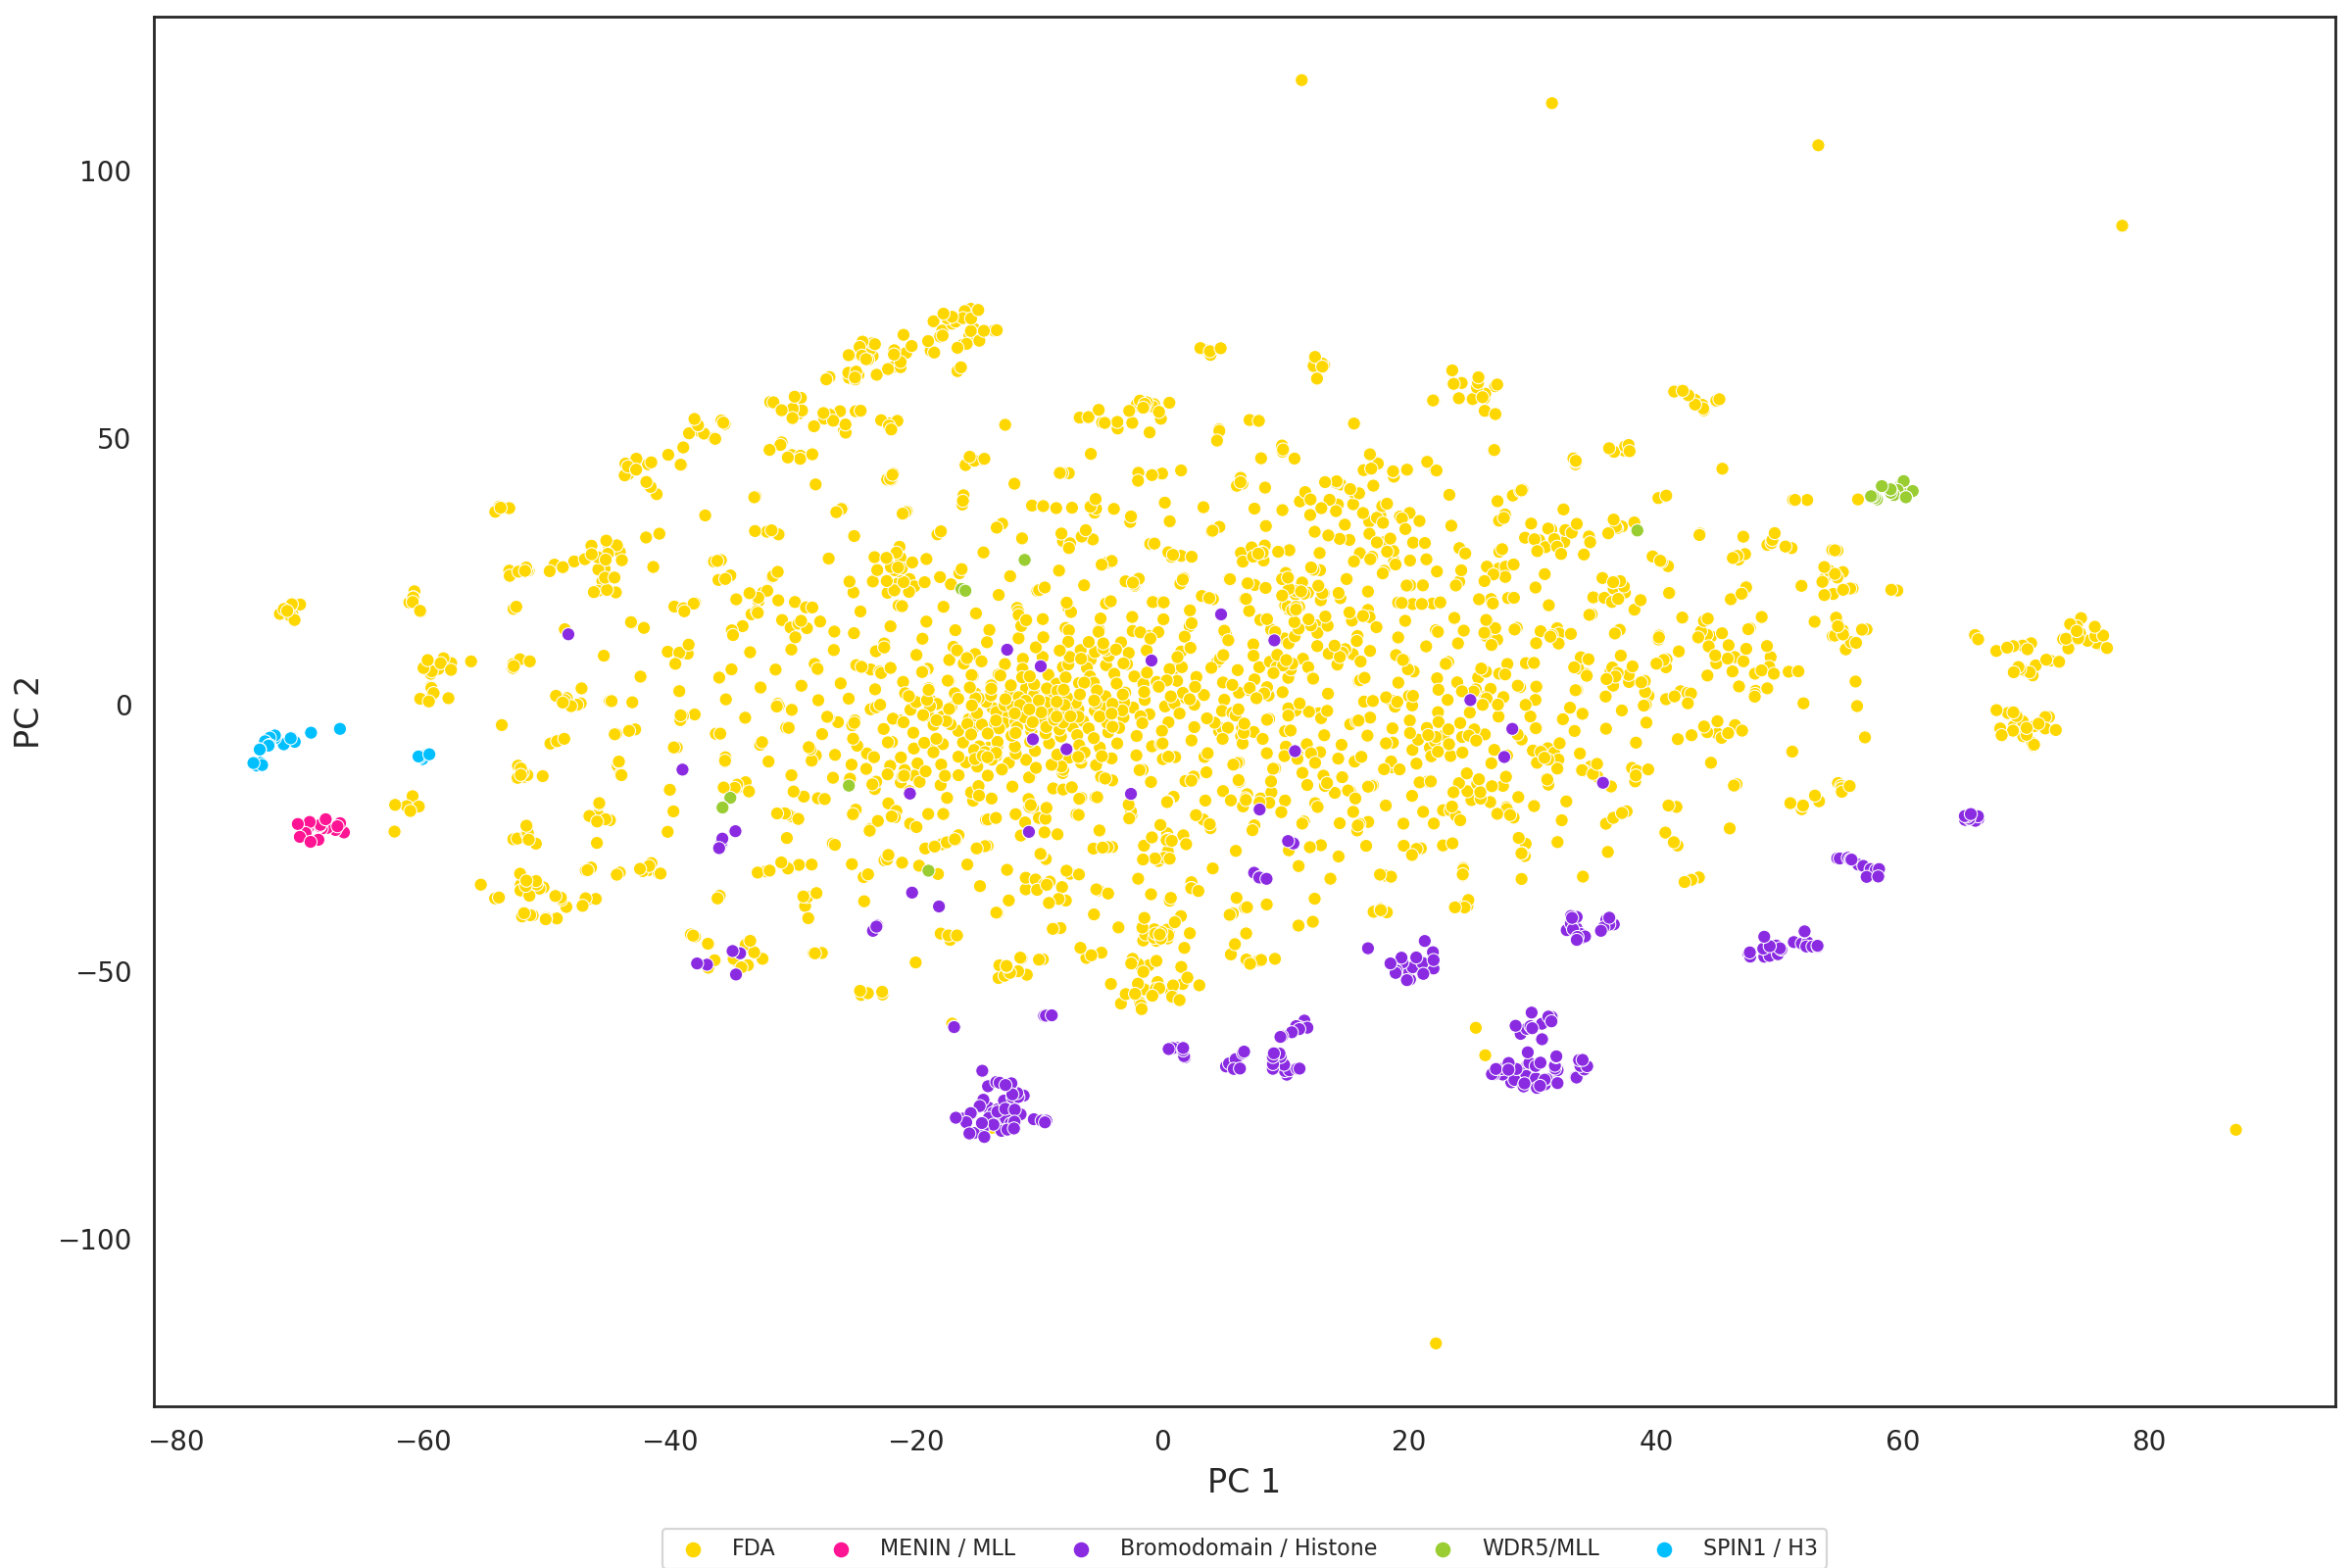 100
50
0
−50
−100
PC 2
−80 −60 −40 −20 0 20 40 60 80
PC 1
FDA MENIN / MLL Bromodomain / Histone WDR5/MLL SPIN1 / H3